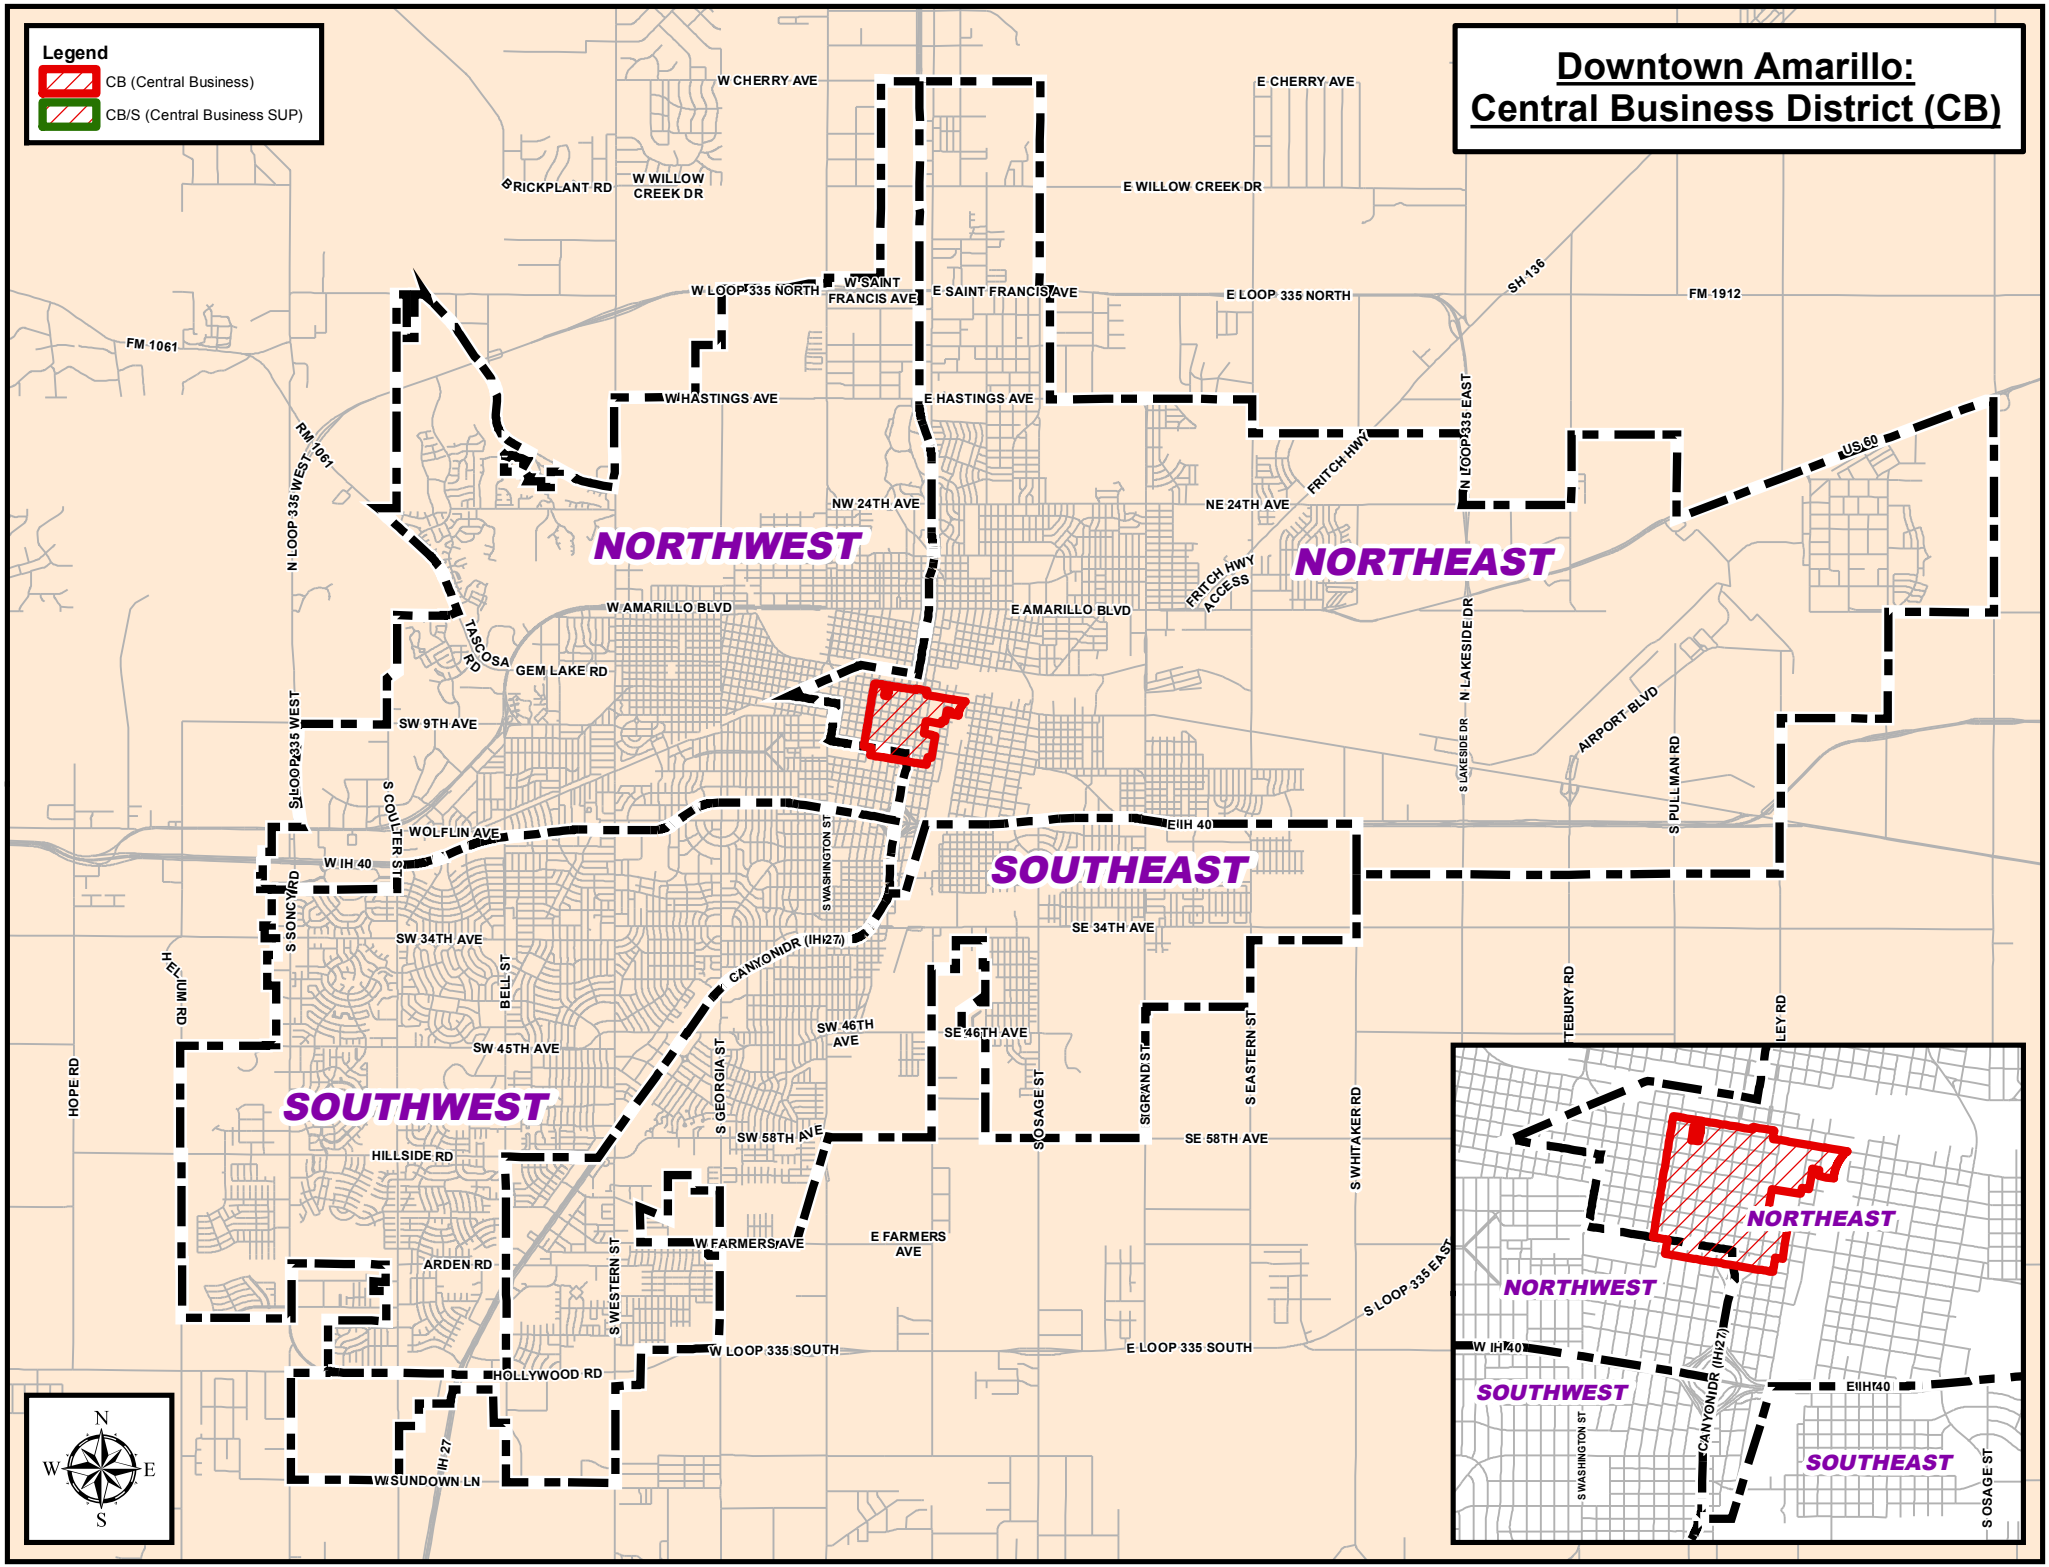 Legend
CB (Central Business)
CB/S (Central Business SUP)
Downtown Amarillo:
Central Business District (CB)
W CHERRY AVE
E CHERRY AVE
BRICKPLANT RD
W WILLOW
CREEK DR
E WILLOW CREEK DR
SH 136
W LOOP 335 NORTH
W SAINT
FRANCIS AVE
E SAINT FRANCIS AVE
E LOOP 335 NORTH
FM 1912
FM 1061
W HASTINGS AVE
E HASTINGS AVE
N LOOP 335 EAST
RM 1061
N LOOP 335 WEST
FRITCH HWY
US 60
NW 24TH AVE
NE 24TH AVE
NORTHWEST
NORTHEAST
FRITCH HWY
ACCESS
W AMARILLO BLVD
E AMARILLO BLVD
TASCOSA
RD
GEM LAKE RD
N LAKESIDE DR
SW 9TH AVE
S LOOP 335 WEST
AIRPORT BLVD
S LAKESIDE DR
S PULLMAN RD
S COULTER ST
WOLFLIN AVE
W IH 40
E IH 40
S WASHINGTON ST
SOUTHEAST
S SONCY RD
SW 34TH AVE
SE 34TH AVE
CANYON DR (IH 27)
BELL ST
HELIUM RD
TTEBURY RD
LEY RD
SW 46TH
AVE
SE 46TH AVE
SW 45TH AVE
HOPE RD
S GEORGIA ST
S OSAGE ST
S GRAND ST
S EASTERN ST
S WHITAKER RD
SOUTHWEST
SW 58TH AVE
SE 58TH AVE
HILLSIDE RD
W FARMERS AVE
E FARMERS
AVE
ARDEN RD
S WESTERN ST
S LOOP 335 EAST
W LOOP 335 SOUTH
E LOOP 335 SOUTH
HOLLYWOOD RD
IH 27
W SUNDOWN LN
N
W
E
S
NORTHEAST
NORTHWEST
W IH 40
CANYON DR (IH 27)
E IH 40
SOUTHWEST
S WASHINGTON ST
SOUTHEAST
S OSAGE ST